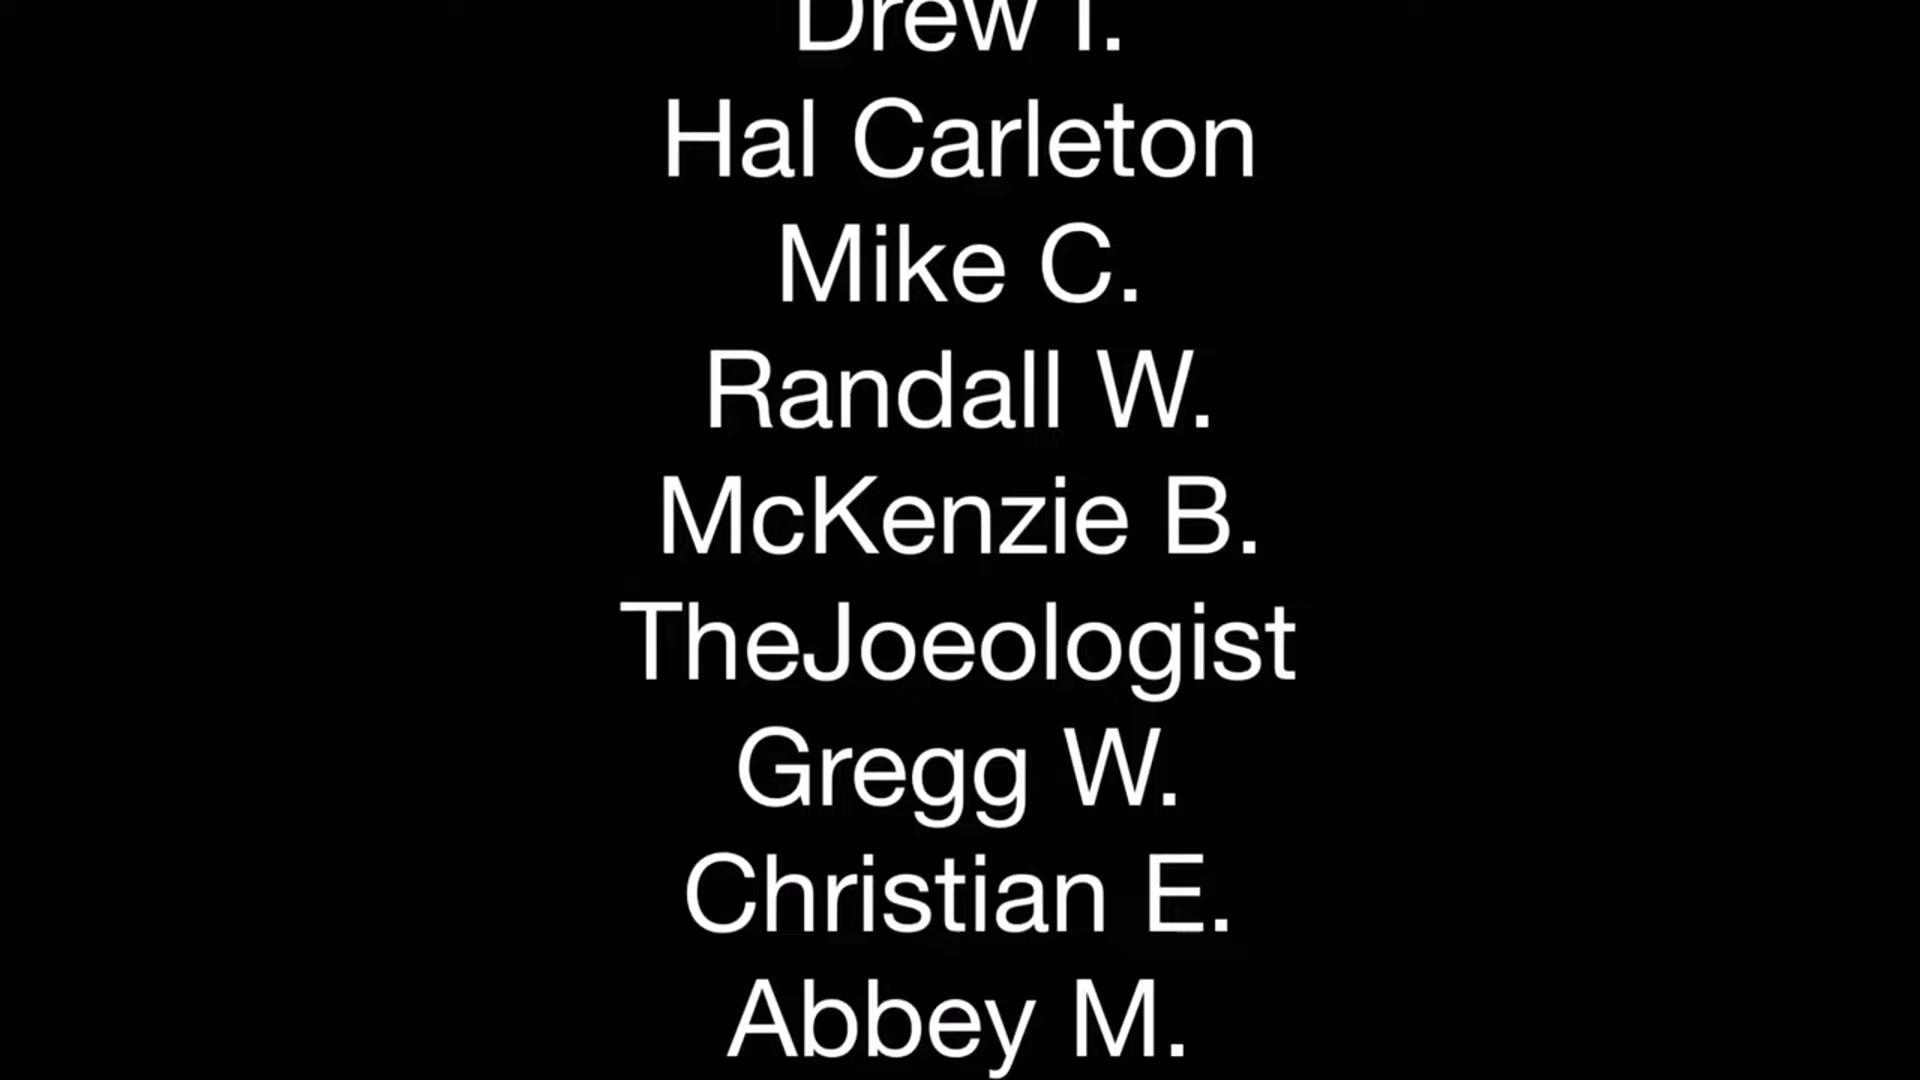 Drew
Hal Carleton
Mike C.
Randall W.
McKenzie B.
TheJoeologist
Gregg W.
Christian E.
Abbey M.